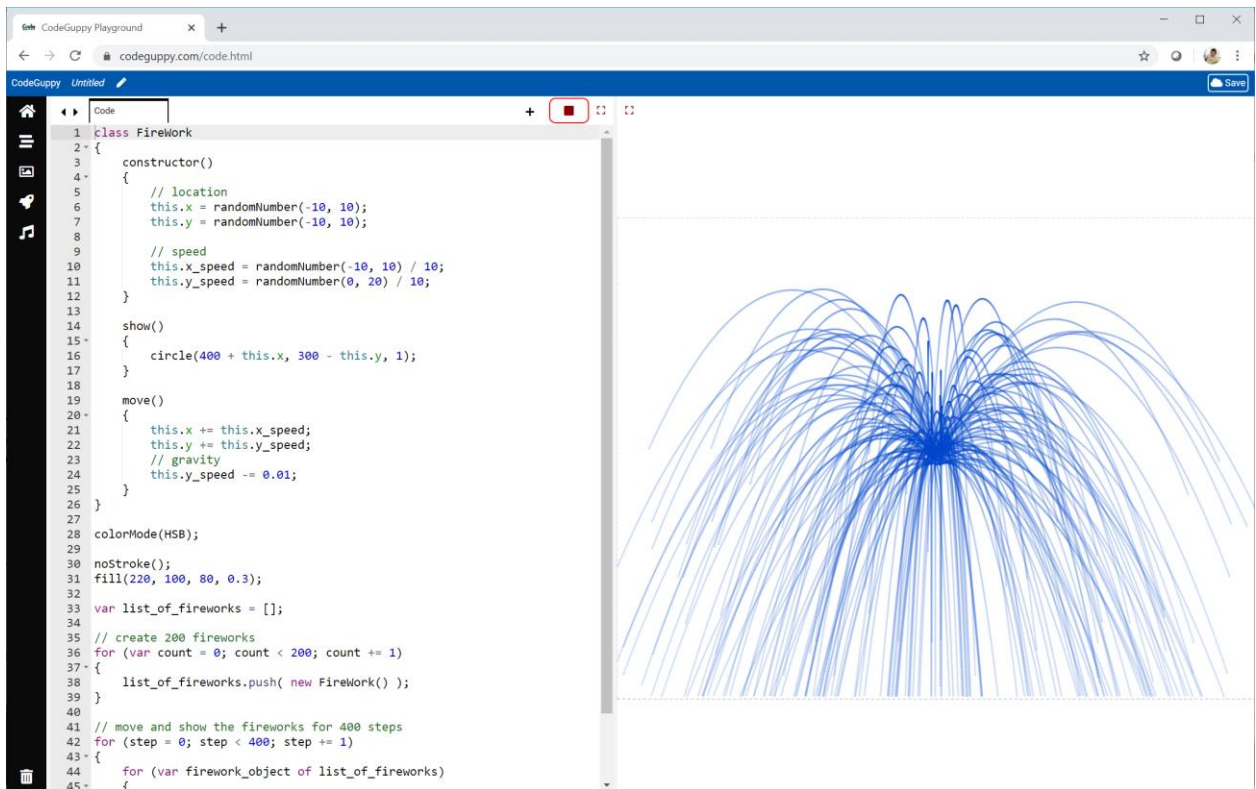 Code CodeGuppy Playground
codeguppy.com/code.html
CodeGuppy Untitled
Save
Code
1 class FireWork
2 {
3     constructor()
4     {
5         // location
6         this.x = randomNumber(-10, 10);
7         this.y = randomNumber(-10, 10);
8
9         // speed
10         this.x_speed = randomNumber(-10, 10) / 10;
11         this.y_speed = randomNumber(0, 20) / 10;
12     }
13
14     show()
15     {
16         circle(400 + this.x, 300 - this.y, 1);
17     }
18
19     move()
20     {
21         this.x += this.x_speed;
22         this.y += this.y_speed;
23         // gravity
24         this.y_speed -= 0.01;
25     }
26 }
27
28 colorMode(HSB);
29
30 noStroke();
31 fill(220, 100, 80, 0.3);
32
33 var list_of_fireworks = [];
34
35 // create 200 fireworks
36 for (var count = 0; count < 200; count += 1)
37 {
38     list_of_fireworks.push( new FireWork() );
39 }
40
41 // move and show the fireworks for 400 steps
42 for (step = 0; step < 400; step += 1)
43 {
44     for (var firework_object of list_of_fireworks)
45     {